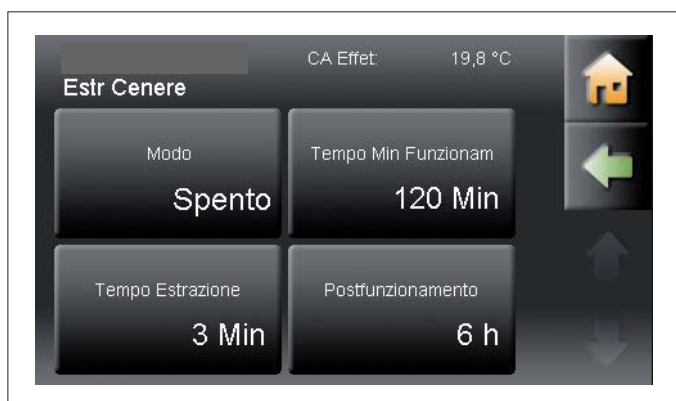 CA Effet: 19,8 °C
Estr Cenere
Modo
Spento
Tempo Min Funzionam
120 Min
Tempo Estrazione
3 Min
Postfunzionamento
6 h